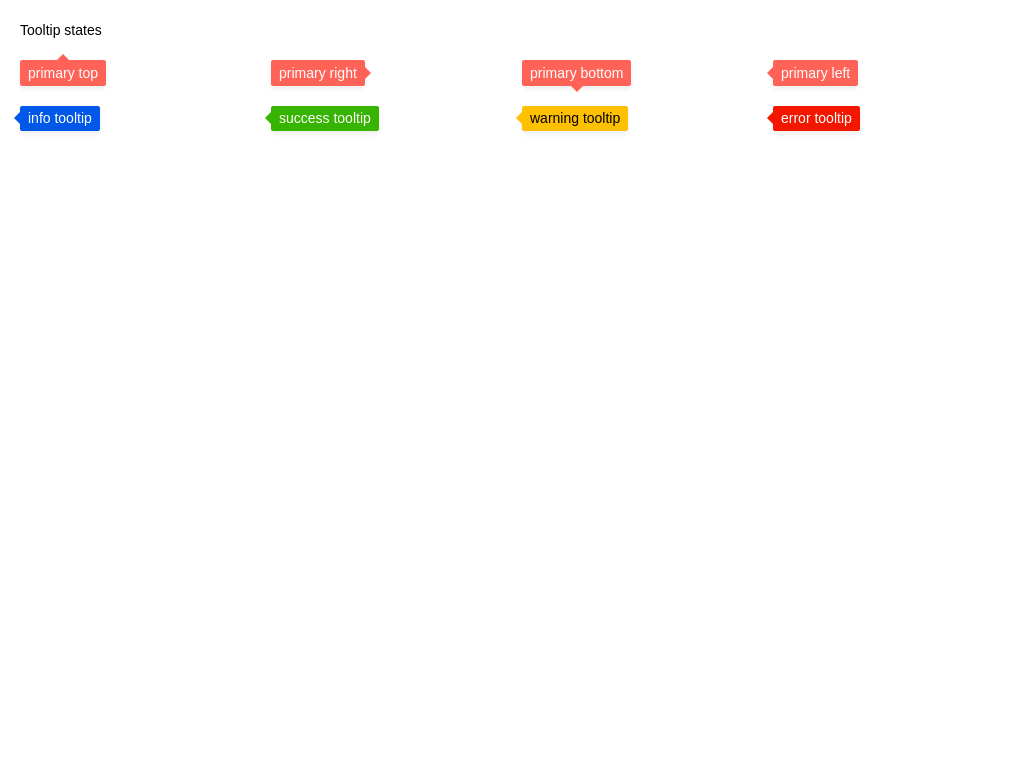 Tooltip states
primary top
primary right
primary bottom
primary left
info tooltip
success tooltip
warning tooltip
error tooltip